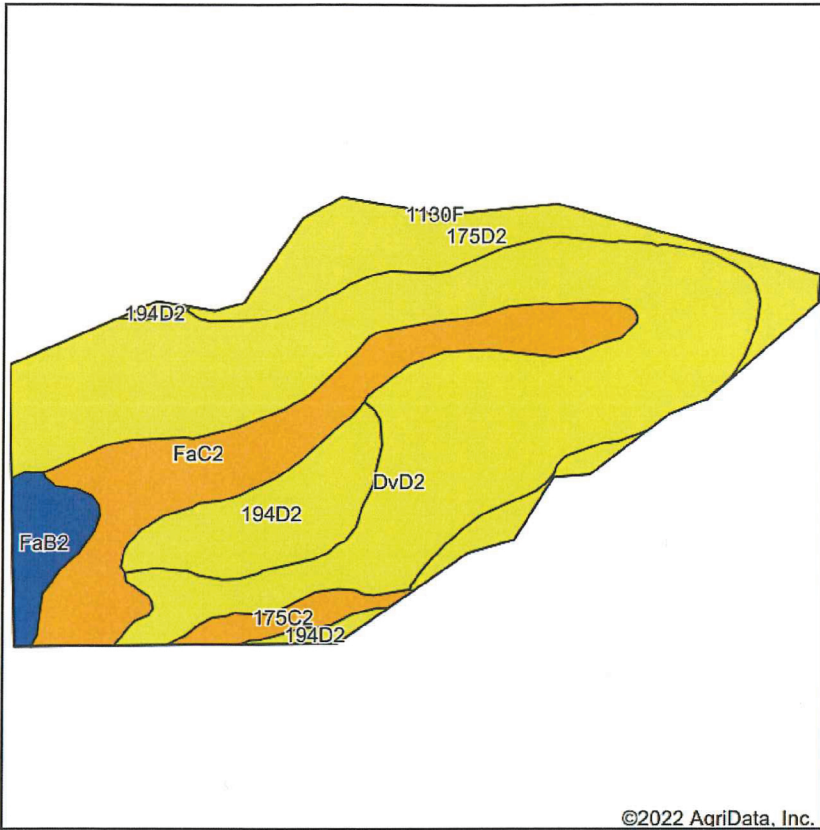 1130F
175D2
194D2
FaC2
DvD2
194D2
FaB2
175C2
194D2
©2022 AgriData, Inc.